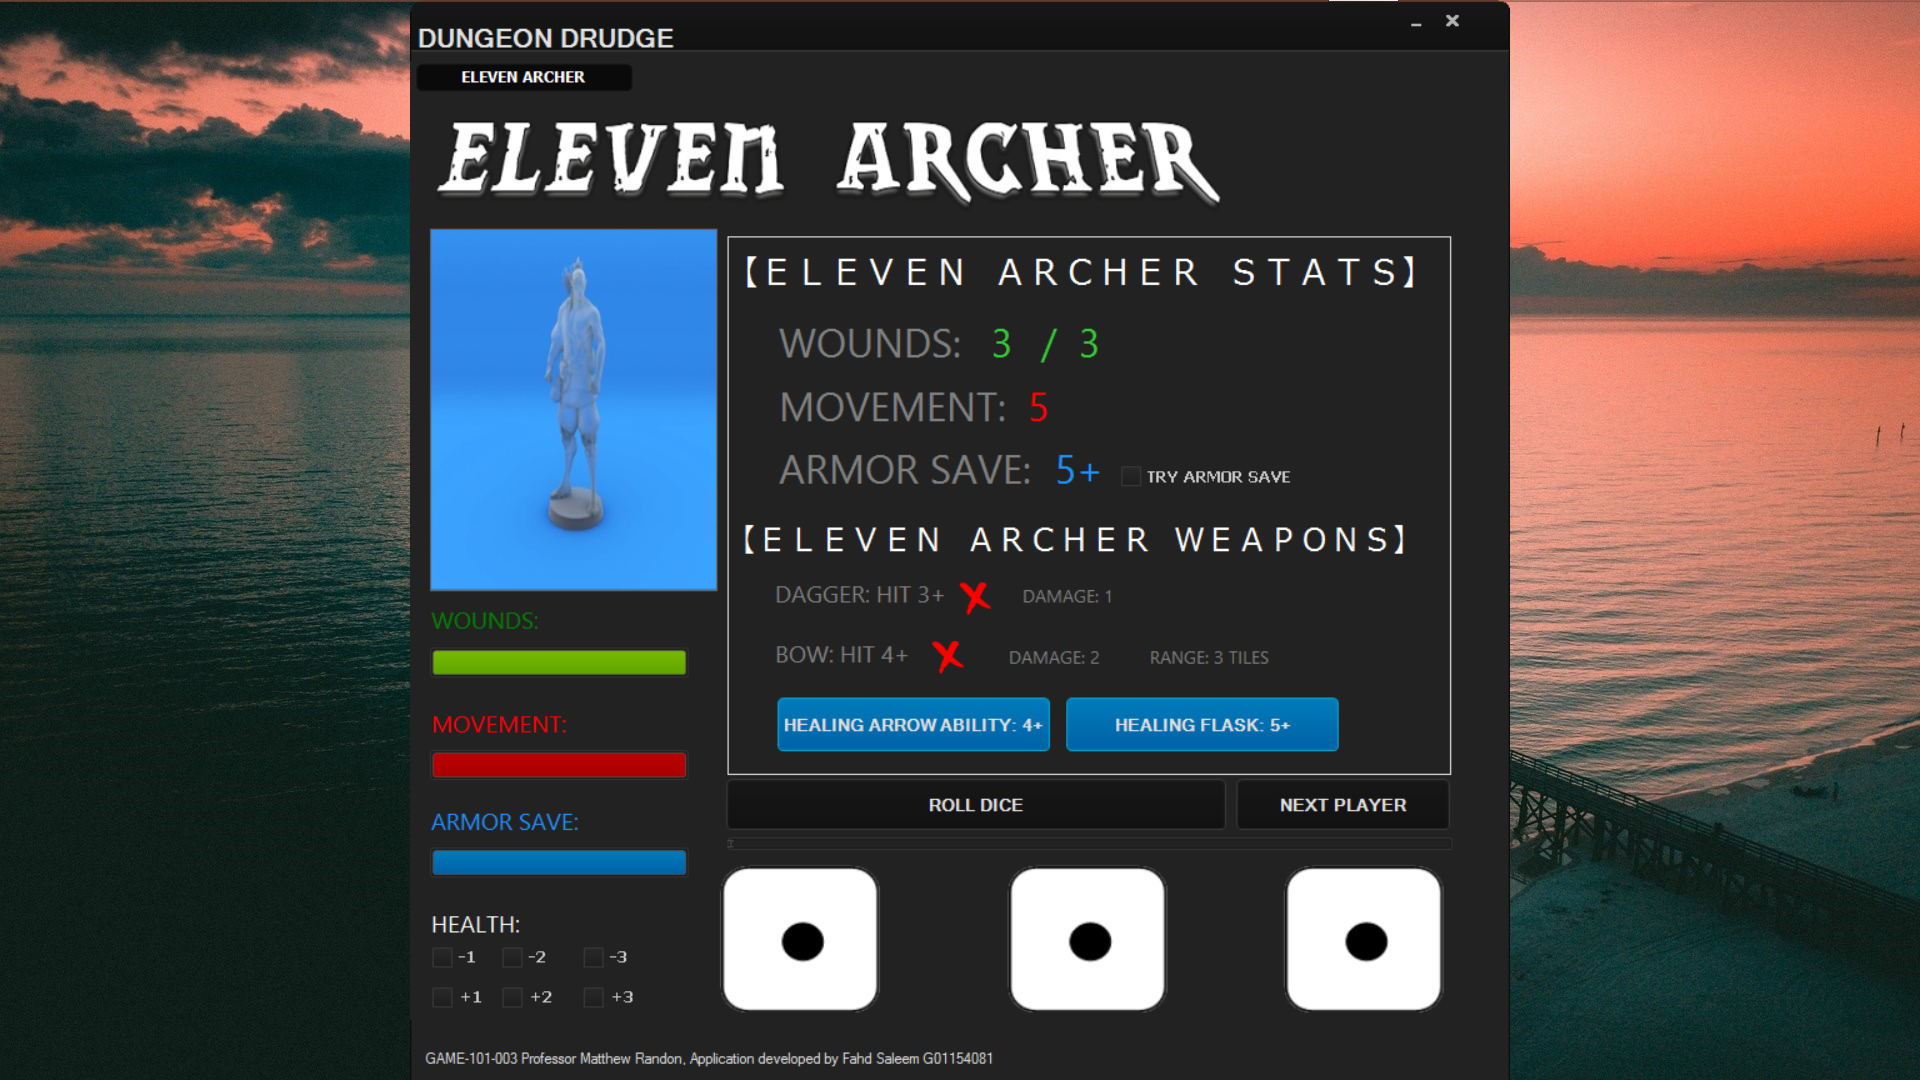 DUNGEON DRUDGE
ELEVEN ARCHER
ELEVEN ARCHER
【ELEVEN ARCHER STATS】
WOUNDS: 3 / 3
MOVEMENT: 5
ARMOR SAVE: 5+ TRY ARMOR SAVE
【ELEVEN ARCHER WEAPONS】
DAGGER: HIT 3+ DAMAGE: 1
BOW: HIT 4+ DAMAGE: 2 RANGE: 3 TILES
HEALING ARROW ABILITY: 4+ HEALING FLASK: 5+
WOUNDS:
MOVEMENT:
ARMOR SAVE:
ROLL DICE NEXT PLAYER
HEALTH:
-1 -2 -3
+1 +2 +3
GAME-101-003 Professor Matthew Randon, Application developed by Fahd Saleem G01154081